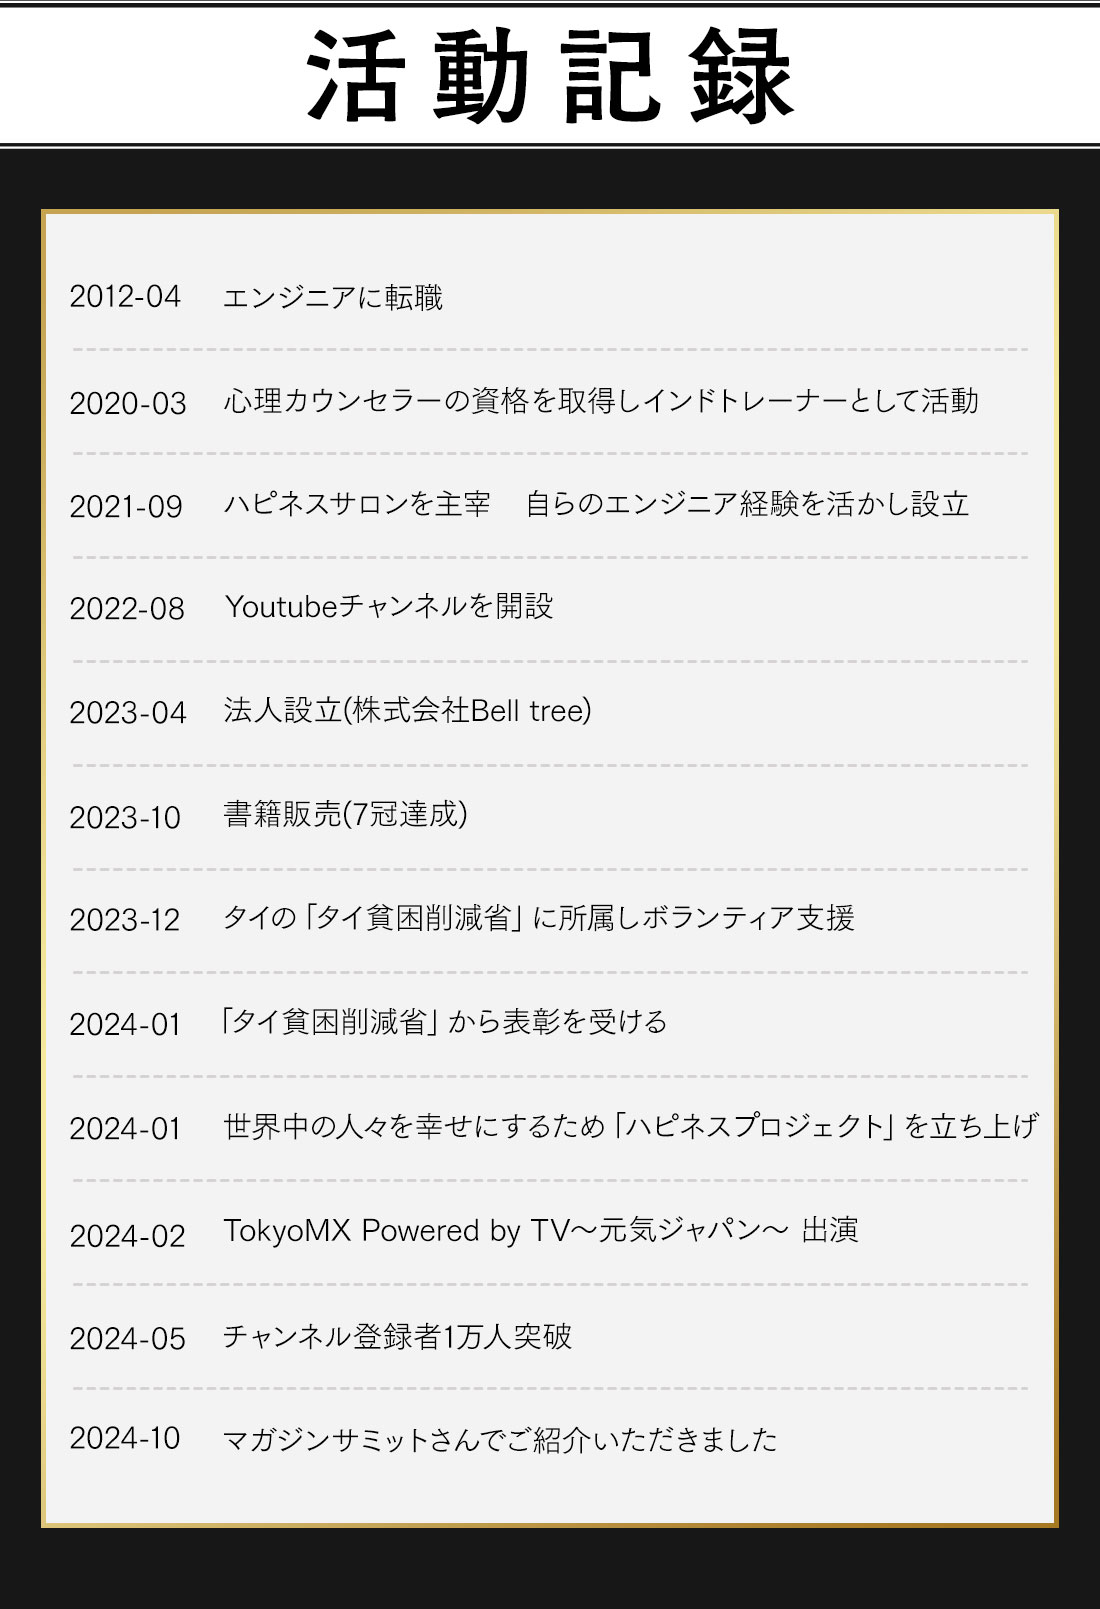 活動記録
2012-04 エンジニアに転職
2020-03 心理カウンセラーの資格を取得しインドトレーナーとして活動
2021-09 ハピネスサロンを主宰　自らのエンジニア経験を活かし設立
2022-08 Youtubeチャンネルを開設
2023-04 法人設立(株式会社Bell tree)
2023-10 書籍販売(7冠達成)
2023-12 タイの「タイ貧困削減省」に所属しボランティア支援
2024-01 「タイ貧困削減省」から表彰を受ける
2024-01 世界中の人々を幸せにするため「ハピネスプロジェクト」を立ち上げ
2024-02 TokyoMX Powered by TV〜元気ジャパン〜 出演
2024-05 チャンネル登録者1万人突破
2024-10 マガジンサミットさんでご紹介いただきました